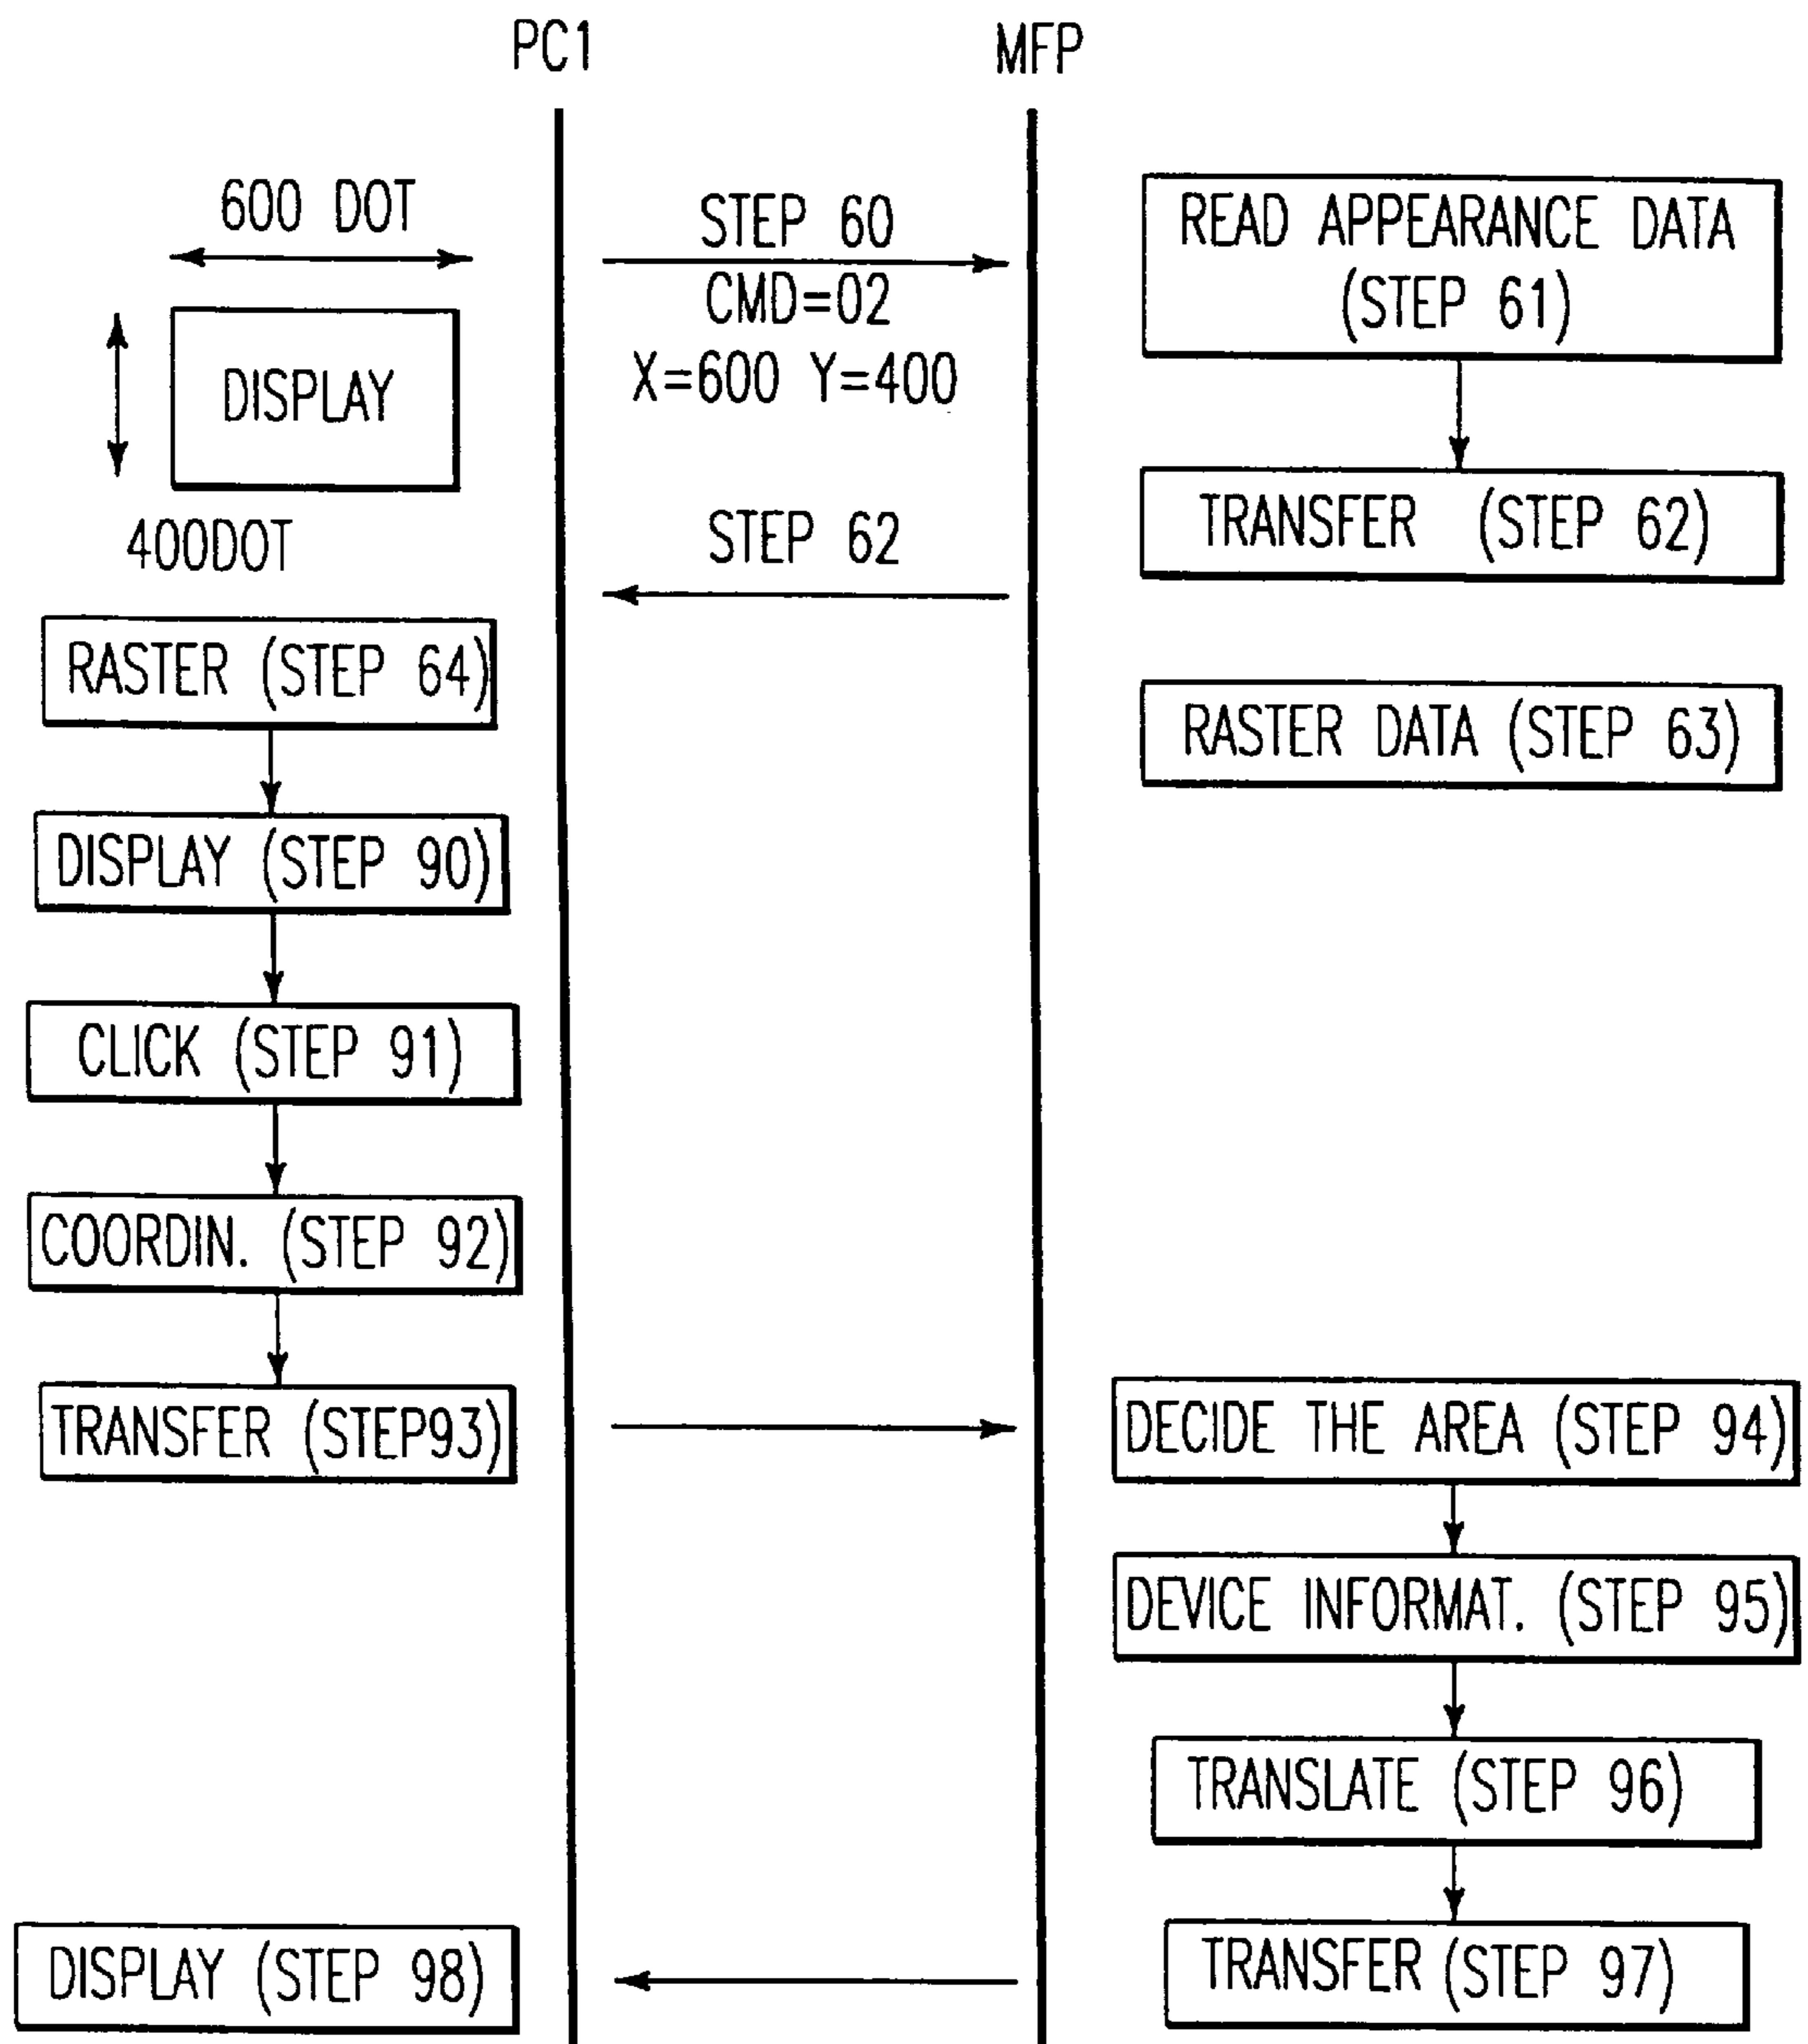 PC1
MFP
600 DOT
STEP 60
CMD=02
X=600 Y=400
READ APPEARANCE DATA
(STEP 61)
DISPLAY
400DOT
TRANSFER (STEP 62)
STEP 62
RASTER (STEP 64)
RASTER DATA (STEP 63)
DISPLAY (STEP 90)
CLICK (STEP 91)
COORDIN. (STEP 92)
TRANSFER (STEP93)
DECIDE THE AREA (STEP 94)
DEVICE INFORMAT. (STEP 95)
TRANSLATE (STEP 96)
TRANSFER (STEP 97)
DISPLAY (STEP 98)